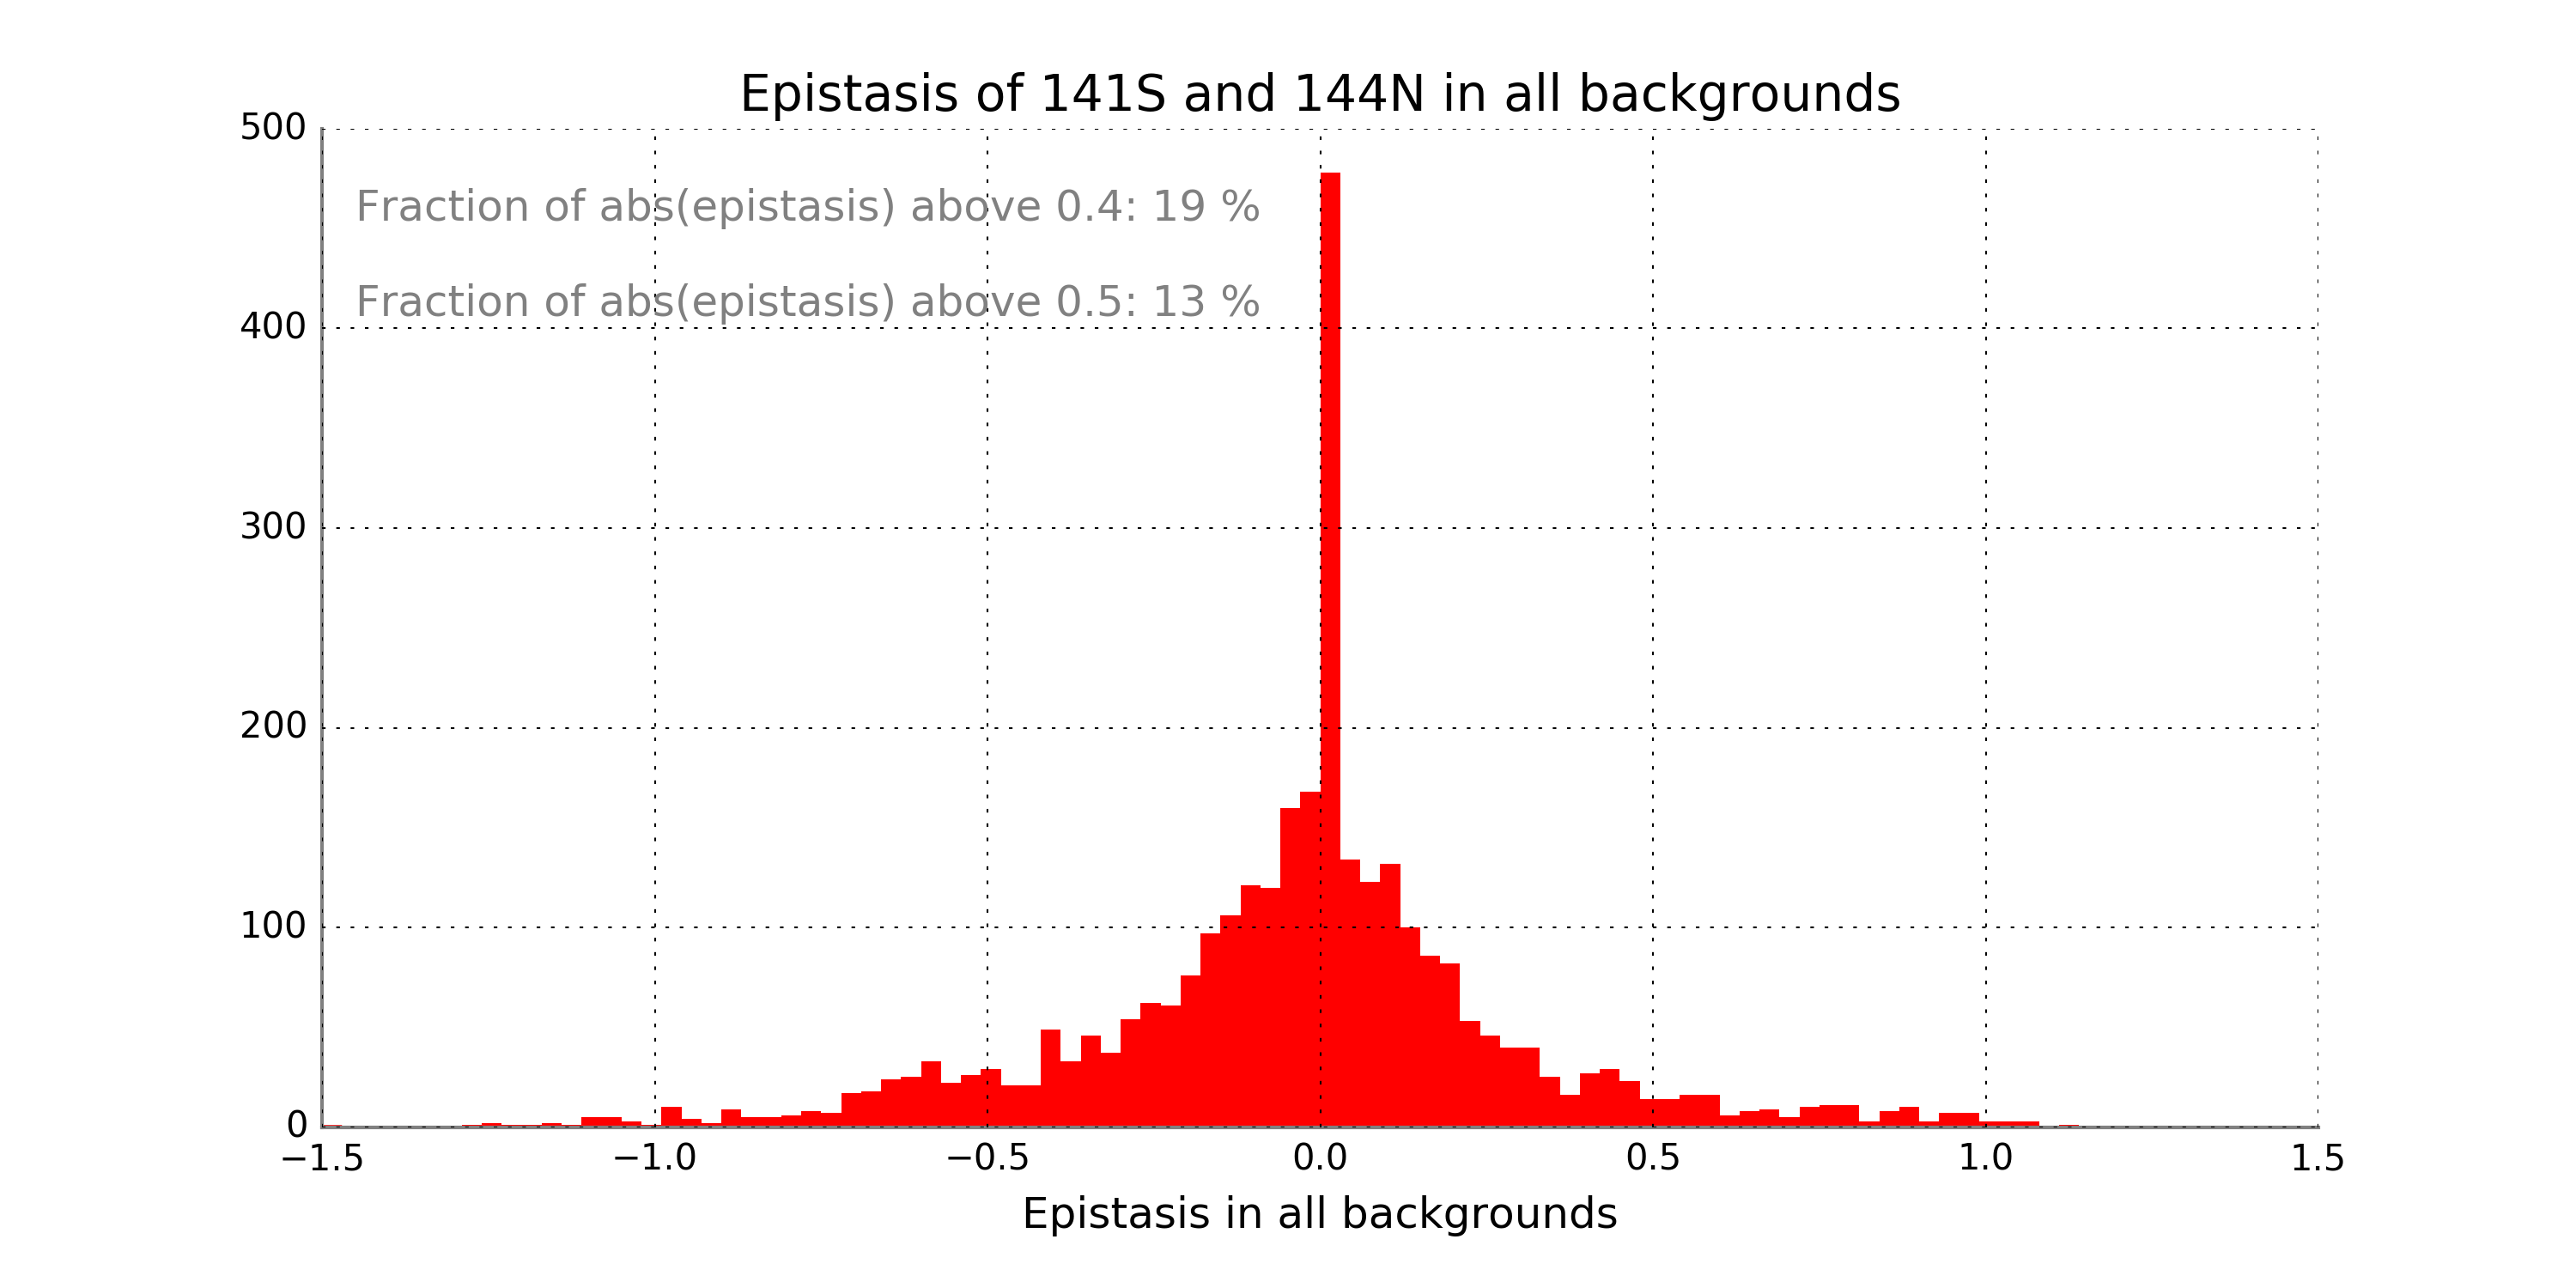 Epistasis of 141S and 144N in all backgrounds
500
Fraction of abs(epistasis) above 0.4: 19 %
Fraction of abs(epistasis) above 0.5: 13 %
400
300
200
100
0
−1.5 −1.0 −0.5 0.0 0.5 1.0 1.5
Epistasis in all backgrounds